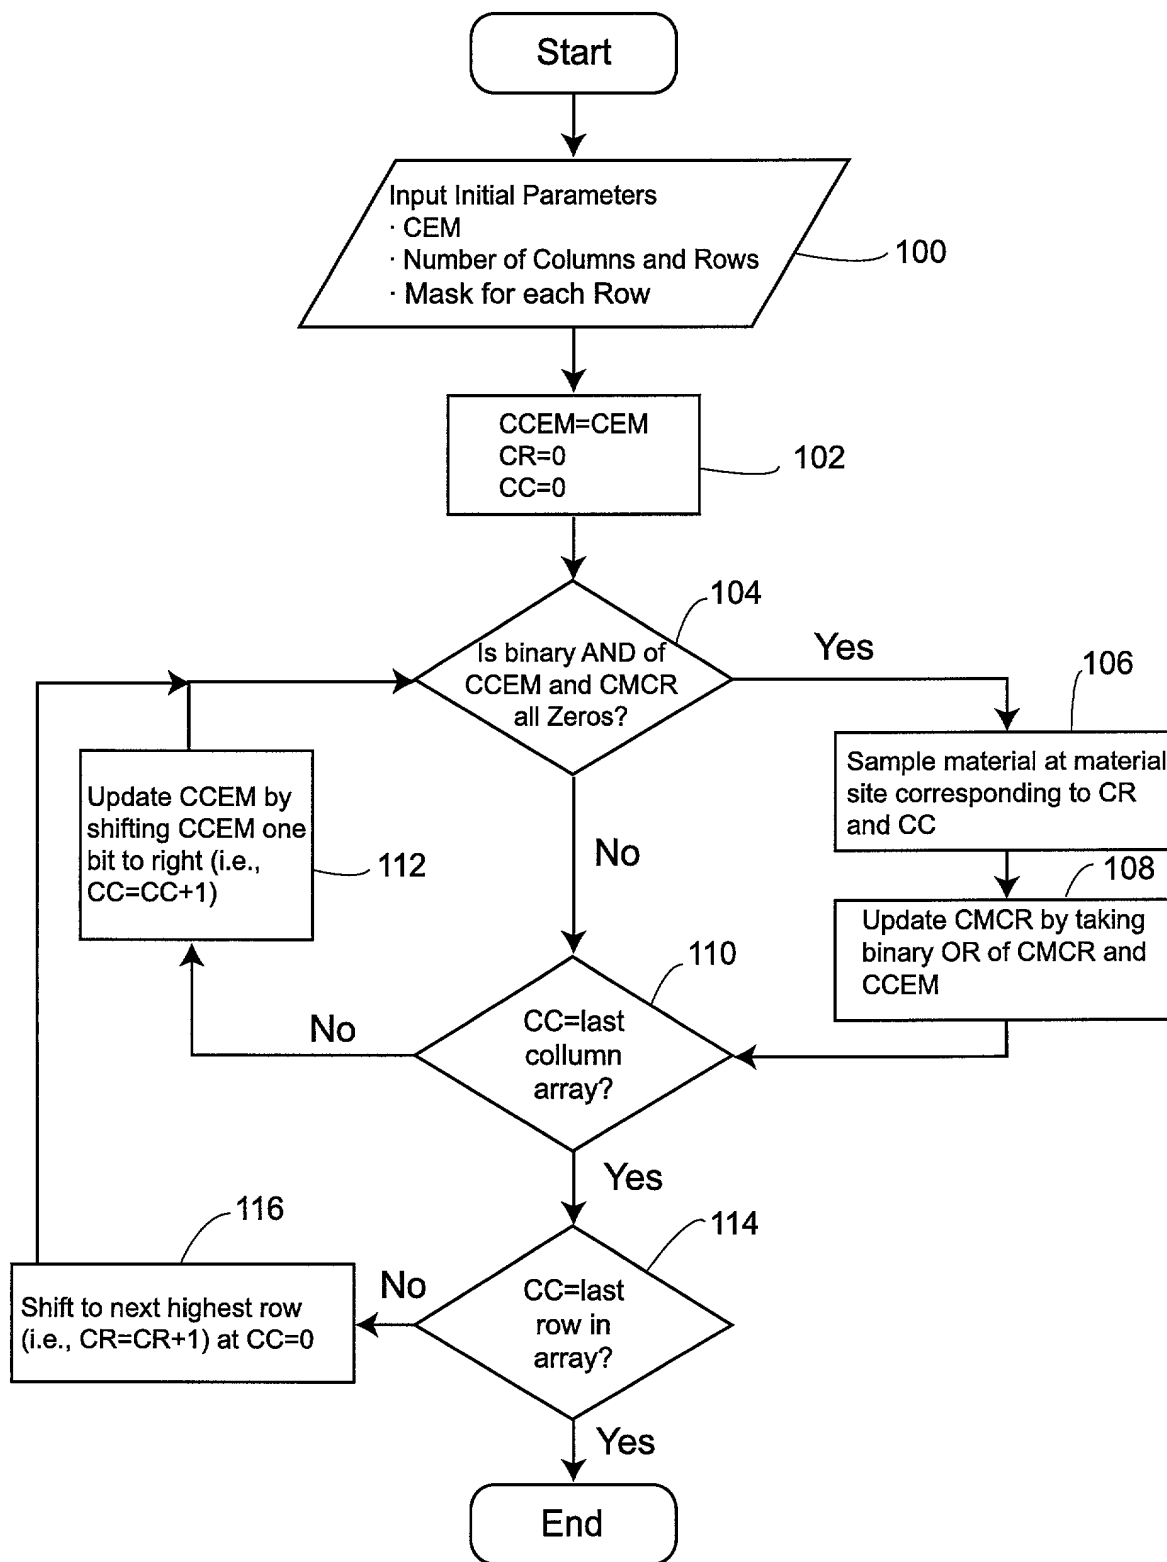 Start
Input Initial Parameters
· CEM
· Number of Columns and Rows
· Mask for each Row
100
CCEM=CEM
CR=0
CC=0
102
104
Is binary AND of
CCEM and CMCR
all Zeros?
Yes
106
Sample material at material
site corresponding to CR
and CC
Update CCEM by
shifting CCEM one
bit to right (i.e.,
CC=CC+1)
112
No
108
Update CMCR by taking
binary OR of CMCR and
CCEM
110
CC=last
collumn
array?
No
Yes
116
114
Shift to next highest row
(i.e., CR=CR+1) at CC=0
No
CC=last
row in
array?
Yes
End